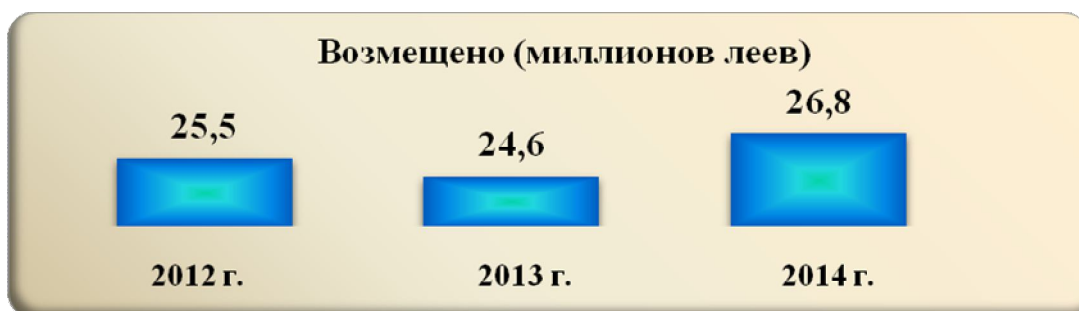 Возмещено (миллионов леев)
25,5
24,6
26,8
2012 г.
2013 г.
2014 г.